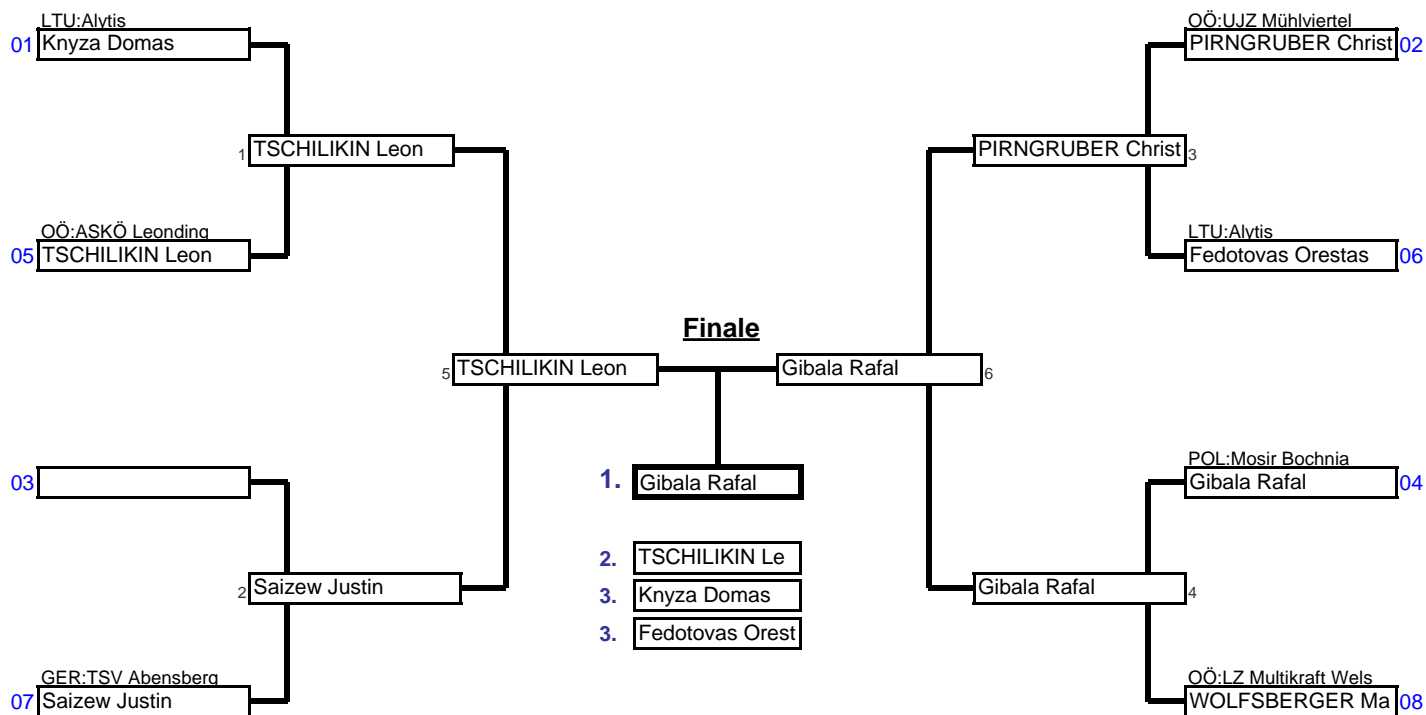 LTU:Alytis
01 Knyza Domas
OÖ:UJZ Mühlviertel
PIRNGRUBER Christ 02
1 TSCHILIKIN Leon
PIRNGRUBER Christ 3
OÖ:ASKÖ Leonding
05 TSCHILIKIN Leon
LTU:Alytis
Fedotovas Orestas 06
Finale
5 TSCHILIKIN Leon
Gibala Rafal 6
03
1. Gibala Rafal
POL:Mosir Bochnia
Gibala Rafal 04
2. TSCHILIKIN Le
2 Saizew Justin
3. Knyza Domas
Gibala Rafal 4
3. Fedotovas Orest
GER:TSV Abensberg
07 Saizew Justin
OÖ:LZ Multikraft Wels
WOLFSBERGER Ma 08